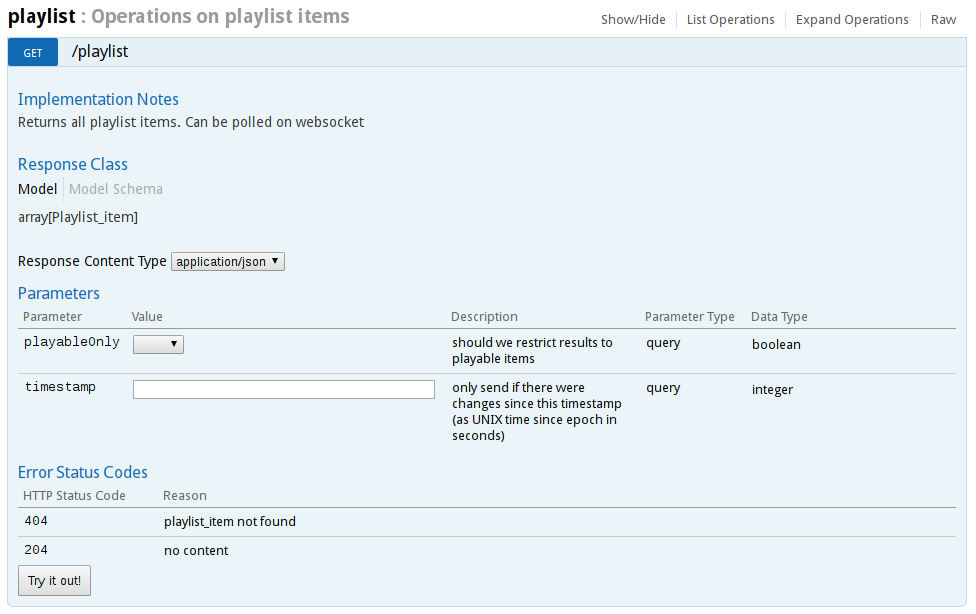 playlist : Operations on playlist items
Show/Hide List Operations Expand Operations Raw
GET /playlist
Implementation Notes
Returns all playlist items. Can be polled on websocket
Response Class
Model Model Schema
array[Playlist_item]
Response Content Type application/json ▼
Parameters
Parameter Value Description Parameter Type Data Type
playableOnly ▼ should we restrict results to query boolean
playable items
timestamp only send if there were query integer
changes since this timestamp
(as UNIX time since epoch in
seconds)
Error Status Codes
HTTP Status Code Reason
404 playlist_item not found
204 no content
Try it out!